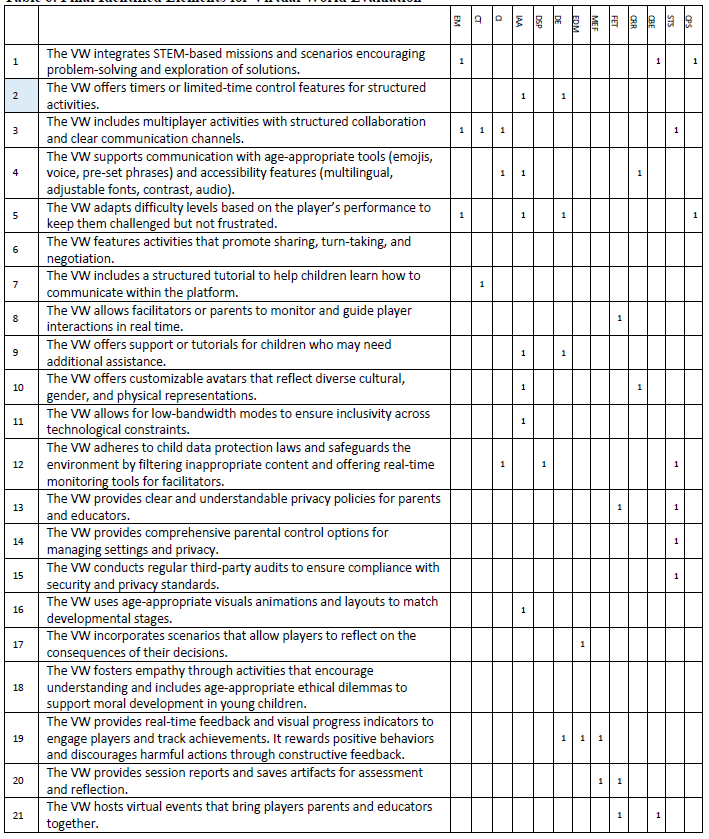 Table Final Identified Elements for Virtual World Evaluation
EM CT CI IAA DSP DE EDM MEF FET CRR CBE STS CPS
1 The VW integrates STEM-based missions and scenarios encouraging
problem-solving and exploration of solutions. 1 1 1
2 The VW offers timers or limited-time control features for structured
activities. 1 1
3 The VW includes multiplayer activities with structured collaboration
and clear communication channels. 1 1 1 1
The VW supports communication with age-appropriate tools (emojis,
4 voice, pre-set phrases) and accessibility features (multilingual, 1 1 1
adjustable fonts, contrast, audio).
5 The VW adapts difficulty levels based on the player's performance to
keep them challenged but not frustrated. 1 1 1 1
6 The VW features activities that promote sharing, turn-taking, and
negotiation.
7 The VW includes a structured tutorial to help children learn how to
communicate within the platform. 1
8 The VW allows facilitators or parents to monitor and guide player
interactions in real time. 1
9 The VW offers support or tutorials for children who may need
additional assistance. 1 1
10 The VW offers customizable avatars that reflect diverse cultural,
gender, and physical representations. 1 1
11 The VW allows for low-bandwidth modes to ensure inclusivity across
technological constraints. 1
The VW adheres to child data protection laws and safeguards the
12 environment by filtering inappropriate content and offering real-time 1 1 1
monitoring tools for facilitators.
13 The VW provides clear and understandable privacy policies for parents
and educators. 1 1
14 The VW provides comprehensive parental control options for
managing settings and privacy. 1
15 The VW conducts regular third-party audits to ensure compliance with
security and privacy standards. 1
16 The VW uses age-appropriate visuals animations and layouts to match
developmental stages. 1
17 The VW incorporates scenarios that allow players to reflect on the
consequences of their decisions. 1
The VW fosters empathy through activities that encourage
18 understanding and includes age-appropriate ethical dilemmas to
support moral development in young children.
The VW provides real-time feedback and visual progress indicators to
19 engage players and track achievements. It rewards positive behaviors 1 1 1
and discourages harmful actions through constructive feedback.
20 The VW provides session reports and saves artifacts for assessment
and reflection. 1 1
21 The VW hosts virtual events that bring players parents and educators
together. 1 1